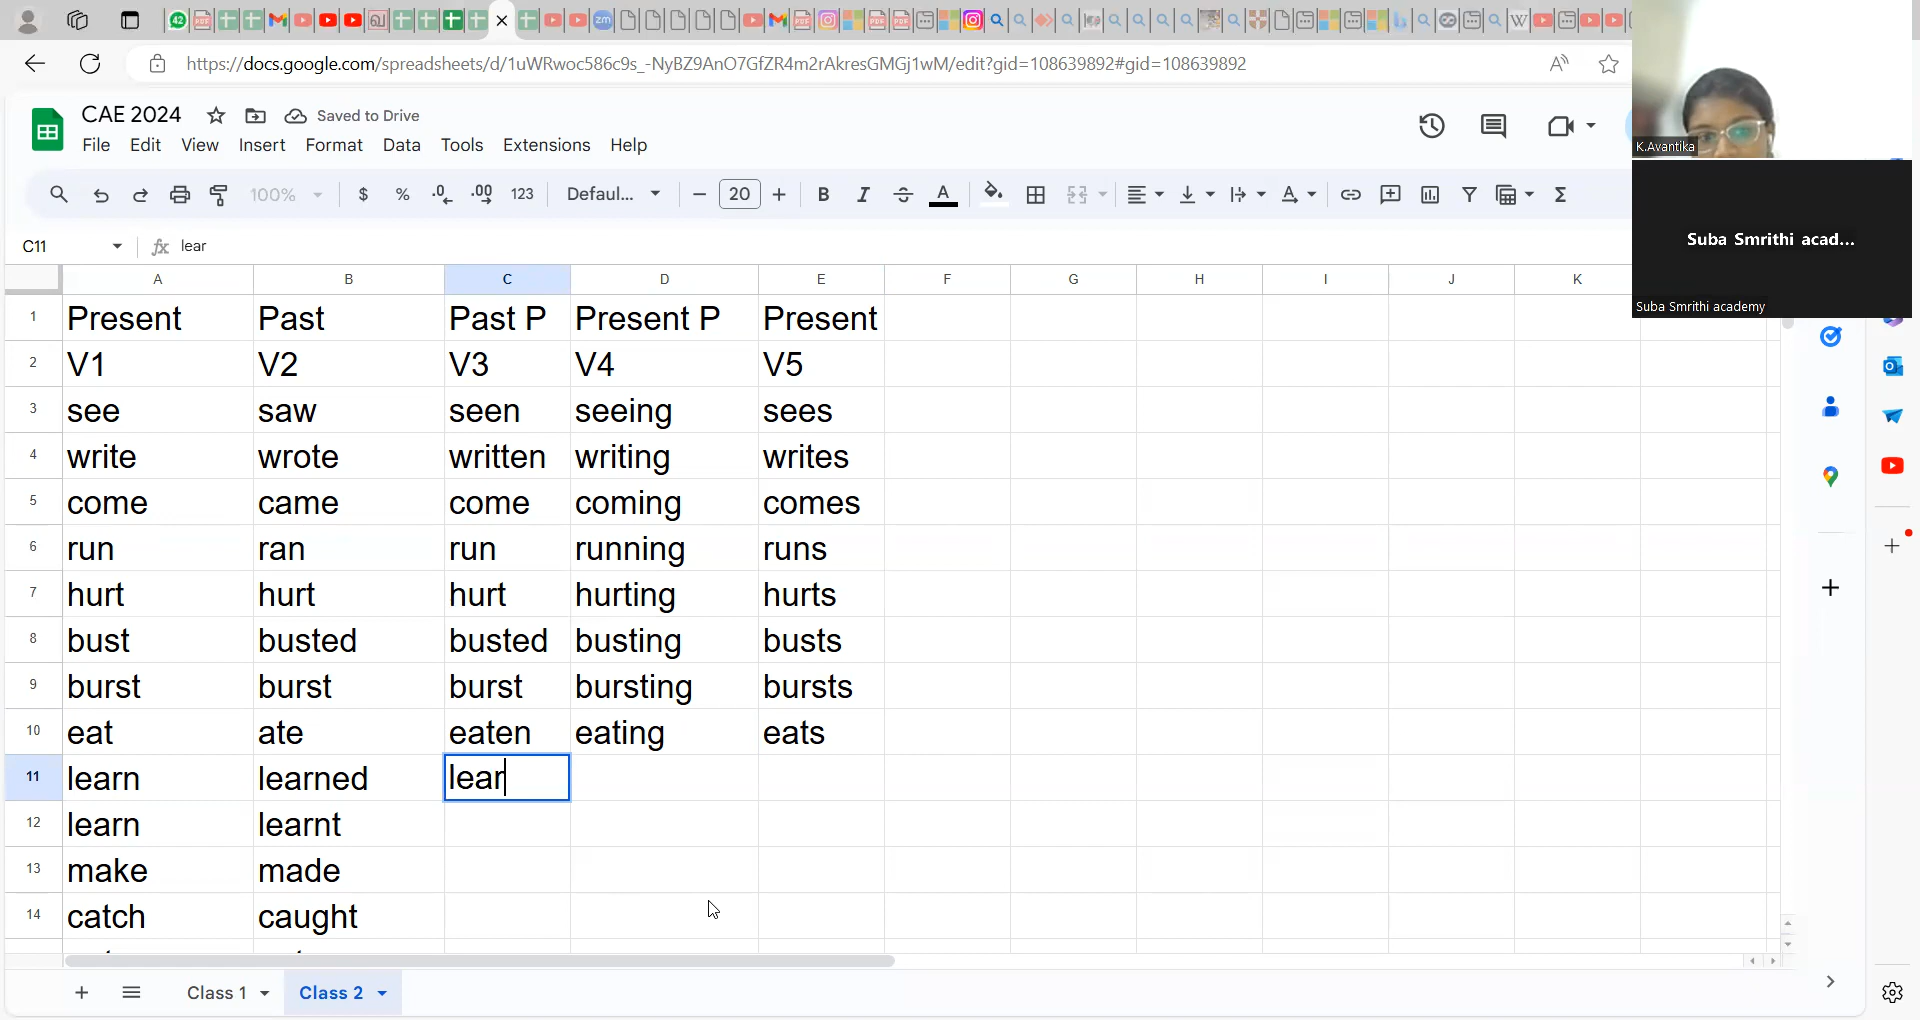 https://docs.google.com/spreadsheets/d/1uWRwoc586c9s_-NyBZ9AnO7GfZR4m2rAkresGMGj1wM/edit?gid=108639892#gid=108639892
CAE 2024 Saved to Drive
File Edit View Insert Format Data Tools Extensions Help
100% $ % .0 .00 123 Defaul... 20 B I A Σ
C11 fx lear
A B C D E F G H I J K
1 Present Past Past P Present P Present
2 V1 V2 V3 V4 V5
3 see saw seen seeing sees
4 write wrote written writing writes
5 come came come coming comes
6 run ran run running runs
7 hurt hurt hurt hurting hurts
8 bust busted busted busting busts
9 burst burst burst bursting bursts
10 eat ate eaten eating eats
11 learn learned lear
12 learn learnt
13 make made
14 catch caught
Class 1 Class 2
K.Avantika
Suba Smrithi acad...
Suba Smrithi academy